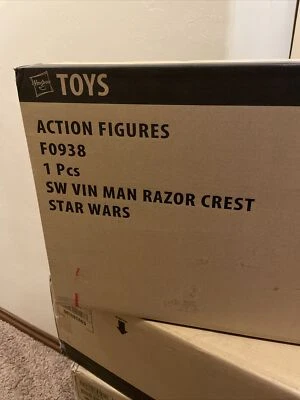 Hasbro
TOYS
ACTION FIGURES
F0938
1 Pcs
SW VIN MAN RAZOR CREST
STAR WARS